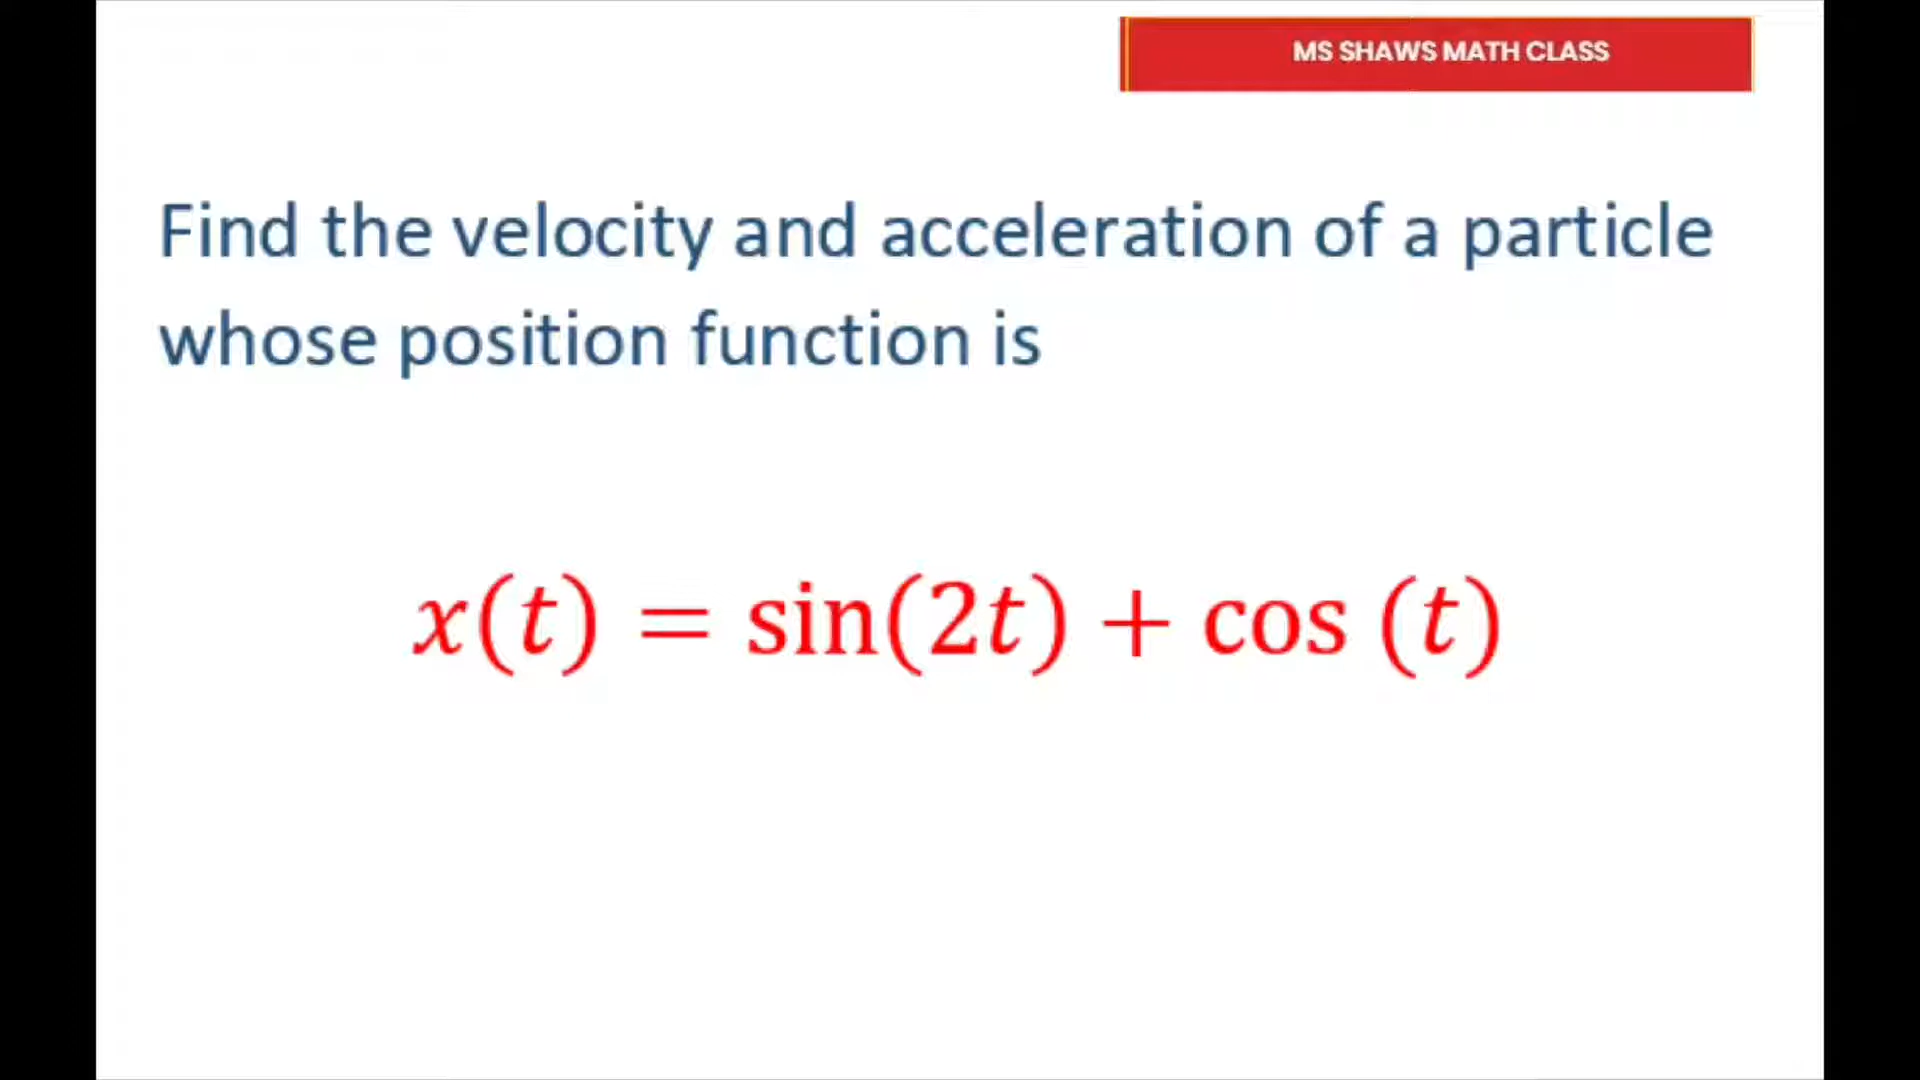 MS SHAWS MATH CLASS
Find the velocity and acceleration of a particle
whose position function is
x(t) = sin(2t) + cos (t)